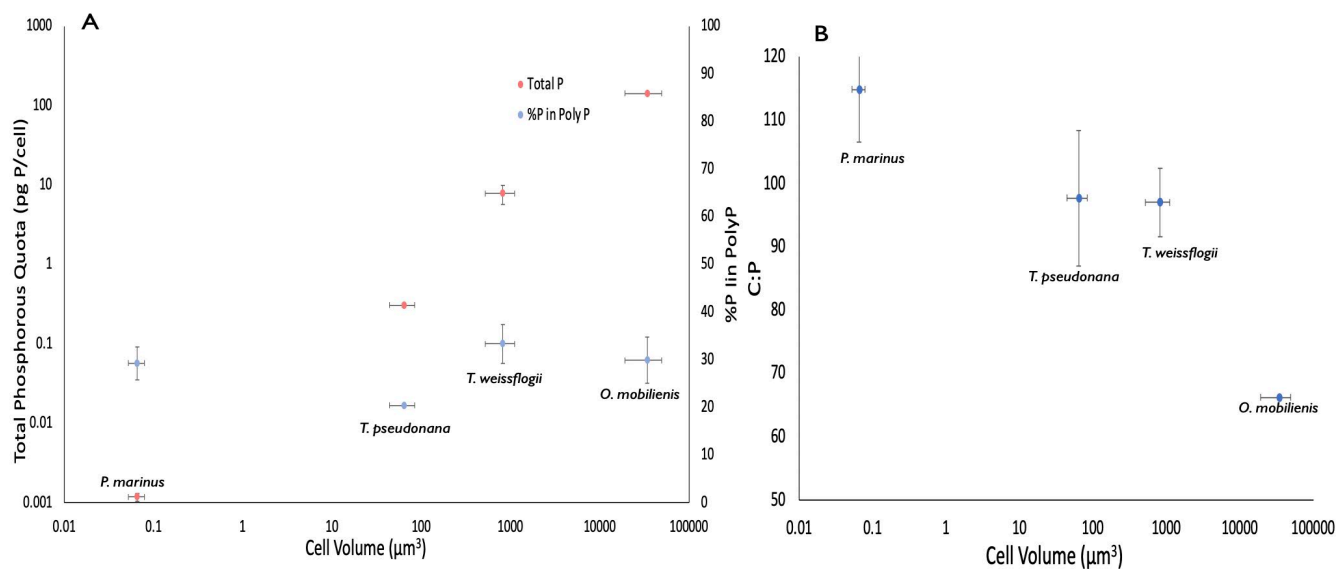 A
Total Phosphorous Quota (pg P/cell)
1000
100
10
1
0.1
0.01
0.001
Total P
%P in Poly P
P. marinus
T. pseudonana
T. weissflogii
O. mobilienis
0.01
0.1
1
10
100
1000
10000
100000
Cell Volume (µm³)
100
90
80
70
60
50
40
30
20
10
0
%P Iin PolyP
B
C:P
120
110
100
90
80
70
60
50
P. marinus
T. pseudonana
T. weissflogii
O. mobilienis
0.01
0.1
1
10
100
1000
10000
100000
Cell Volume (µm³)